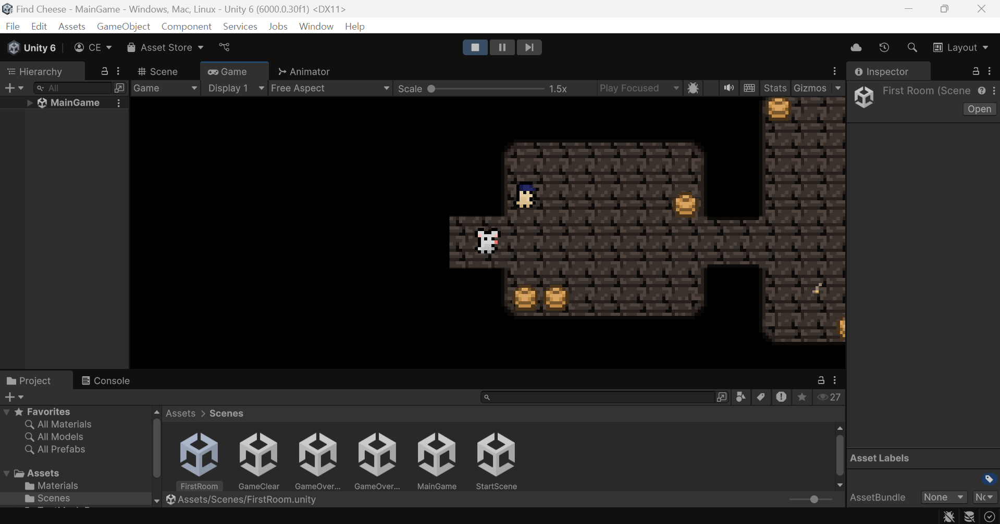 Find Cheese - MainGame - Windows, Mac, Linux - Unity 6 (6000.0.30f1) <DX11>
File Edit Assets GameObject Component Services Jobs Window Help
Unity 6 CE Asset Store Layout
Hierarchy Scene Game Animator Inspector
All Game Display 1 Free Aspect Scale 1.5x Play Focused Stats Gizmos First Room (Scene
MainGame
Open
Project Console
27
Favorites Assets > Scenes
All Materials
All Models
All Prefabs
Asset Labels
Assets
Materials FirstRoom GameClear GameOver... GameOver... MainGame StartScene
Scenes Assets/Scenes/FirstRoom.unity AssetBundle None